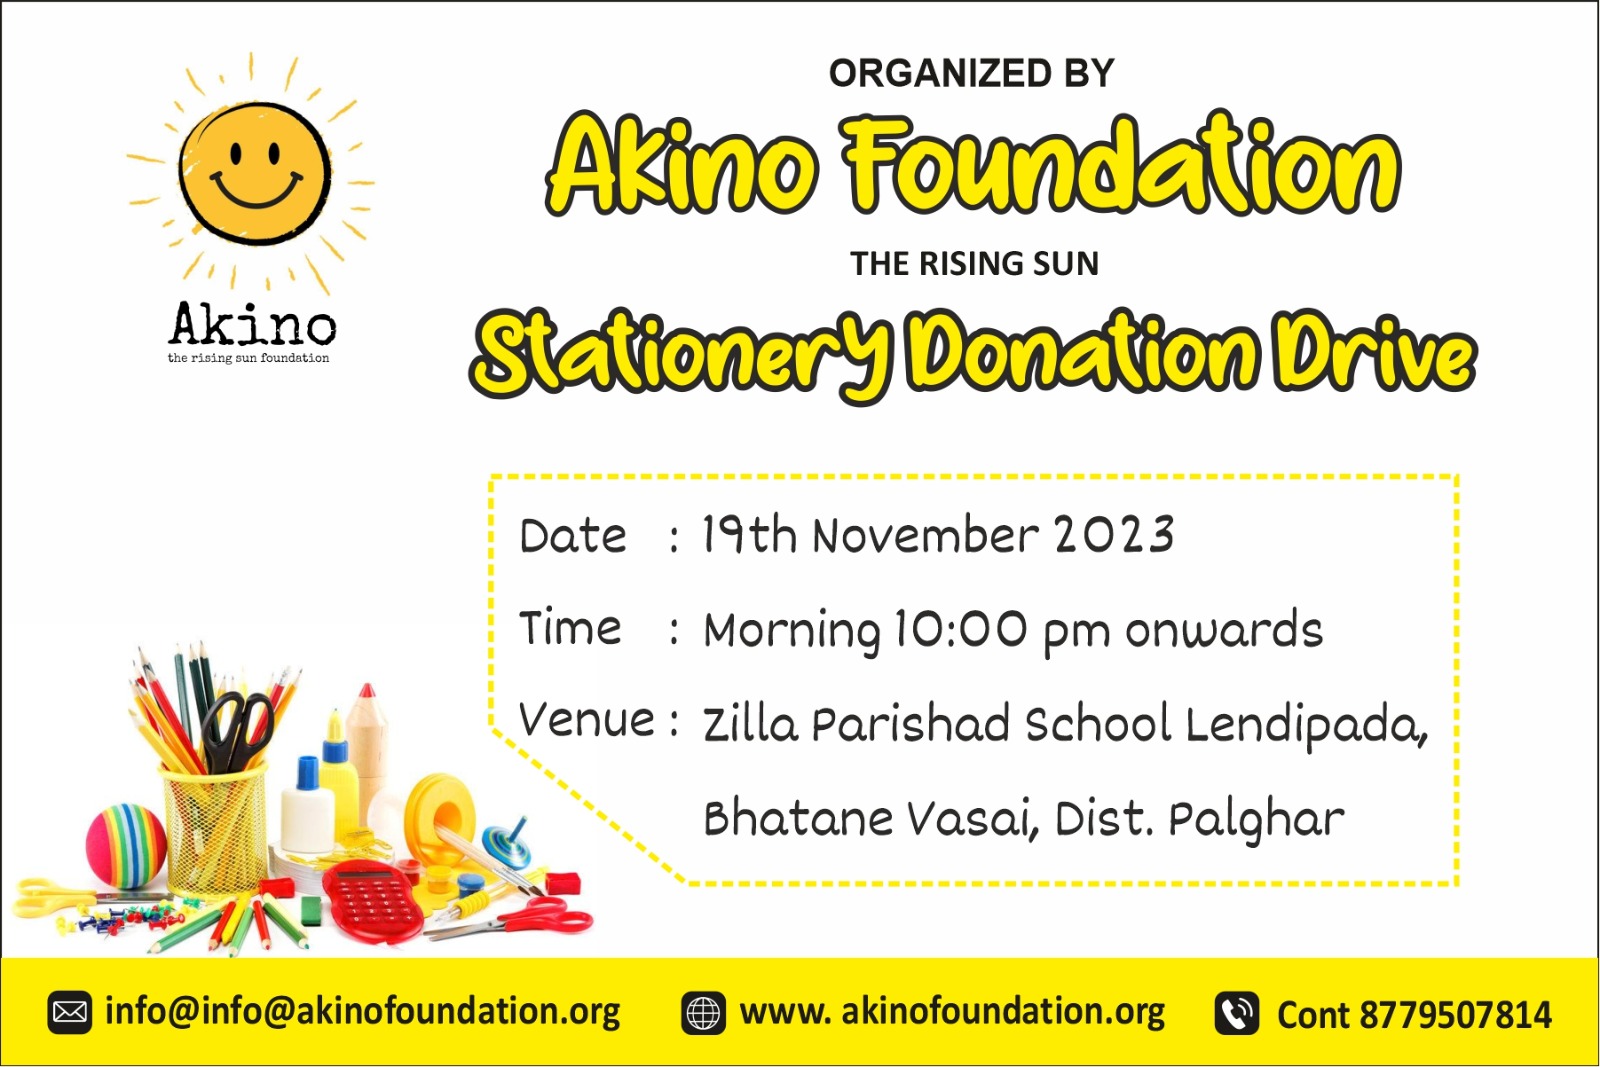 Akino
the rising sun foundation
ORGANIZED BY
Akino Foundation
THE RISING SUN
Stationery Donation Drive
Date : 19th November 2023
Time : Morning 10:00 pm onwards
Venue : Zilla Parishad School Lendipada,
Bhatane Vasai, Dist. Palghar
info@info@akinofoundation.org
www. akinofoundation.org
Cont 8779507814